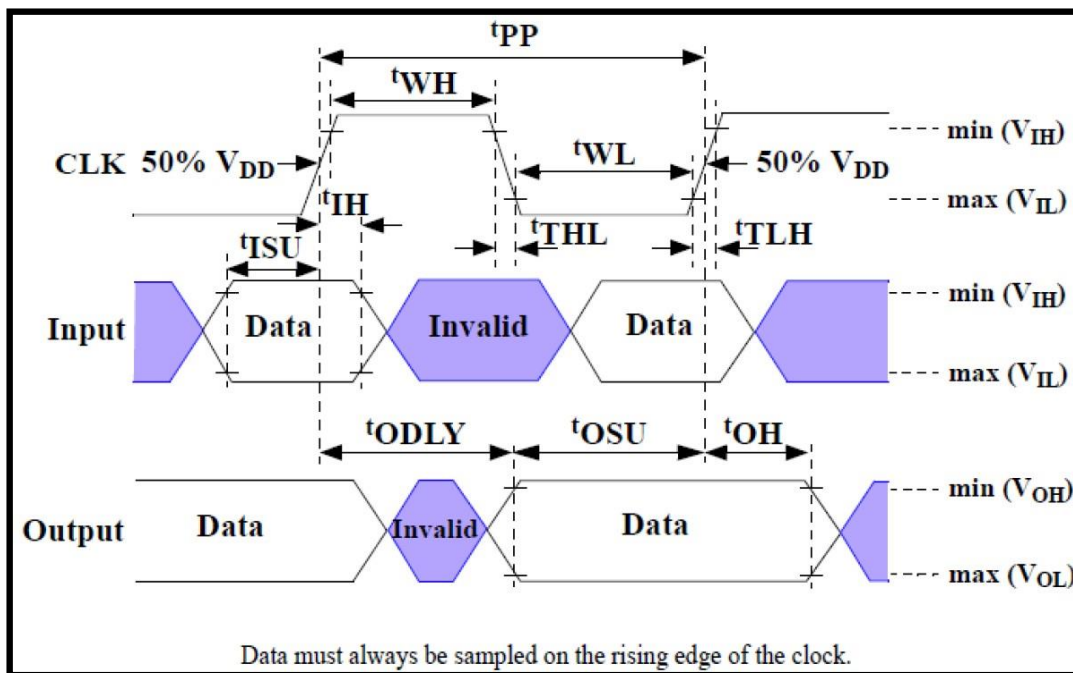 tPP
tWH
min (VIH)
CLK 50% VDD
tWL
50% VDD
max (VIL)
tIH
tTHL
tTLH
tISU
min (VIH)
Input
Data
Invalid
Data
max (VIL)
tODLY
tOSU
tOH
min (VOH)
Output
Data
Invalid
Data
max (VOL)
Data must always be sampled on the rising edge of the clock.